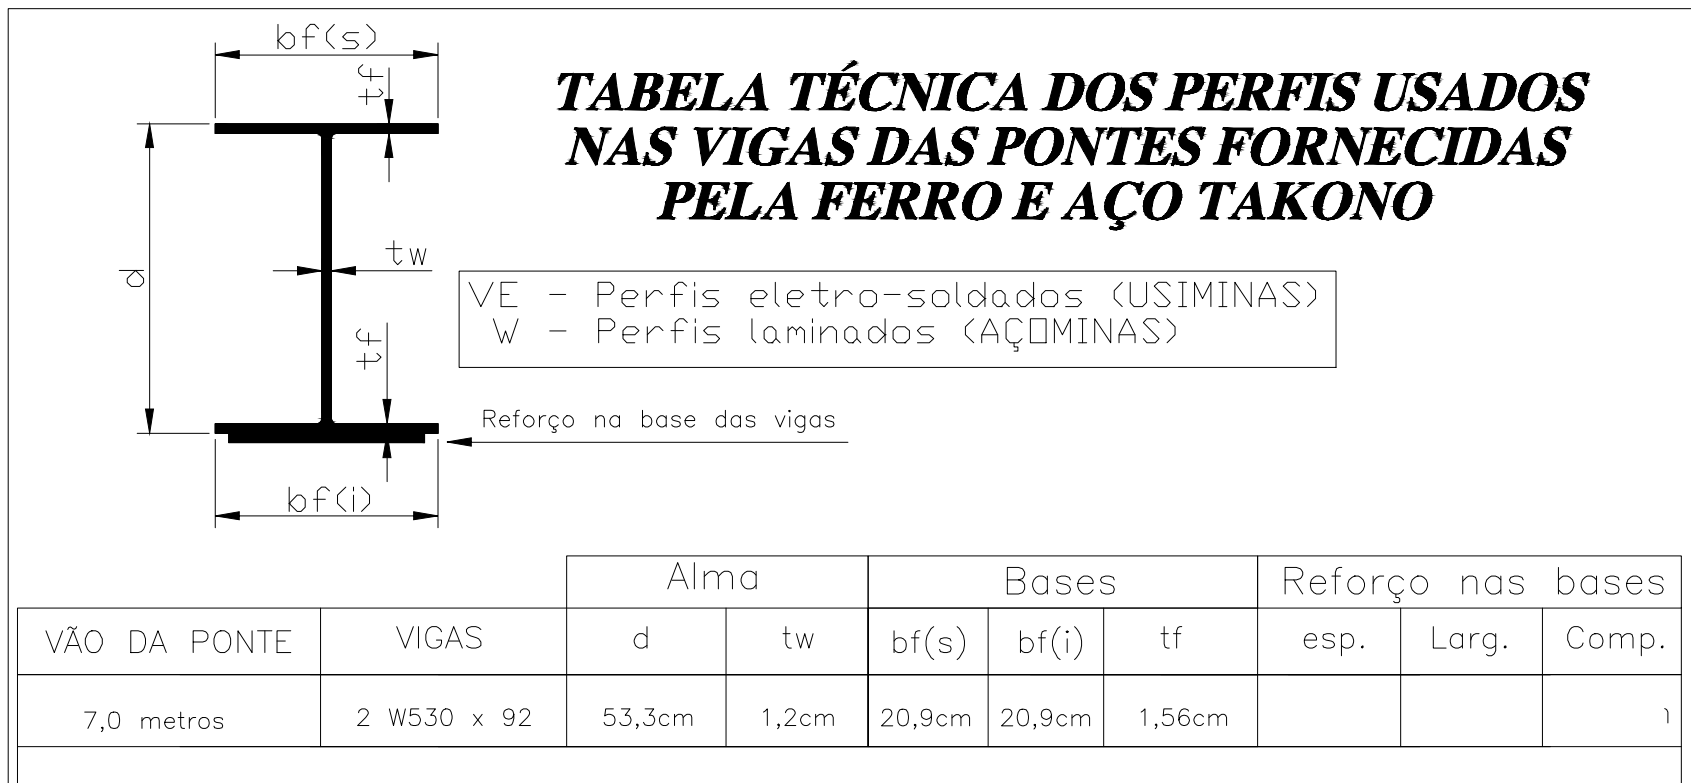 bf(s)
tf
TABELA TÉCNICA DOS PERFIS USADOS
NAS VIGAS DAS PONTES FORNECIDAS
PELA FERRO E AÇO TAKONO
d
tw
VE - Perfis eletro-soldados (USIMINAS)
W - Perfis laminados (AÇ□MINAS)
tf
Reforço na base das vigas
bf(i)
Alma Bases Reforço nas bases
VÃO DA PONTE VIGAS d tw bf(s) bf(i) tf esp. Larg. Comp.
7,0 metros 2 W530 x 92 53,3cm 1,2cm 20,9cm 20,9cm 1,56cm